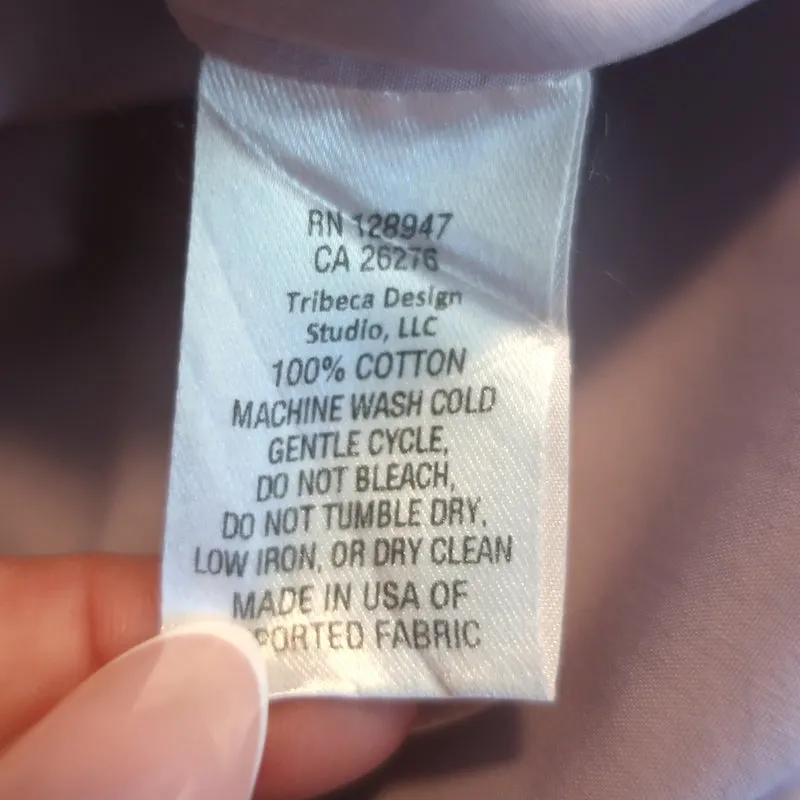 RN 128947
CA 26276
Tribeca Design
Studio, LLC
100% COTTON
MACHINE WASH COLD
GENTLE CYCLE,
DO NOT BLEACH,
DO NOT TUMBLE DRY,
LOW IRON, OR DRY CLEAN
MADE IN USA OF
PORTED FABRIC